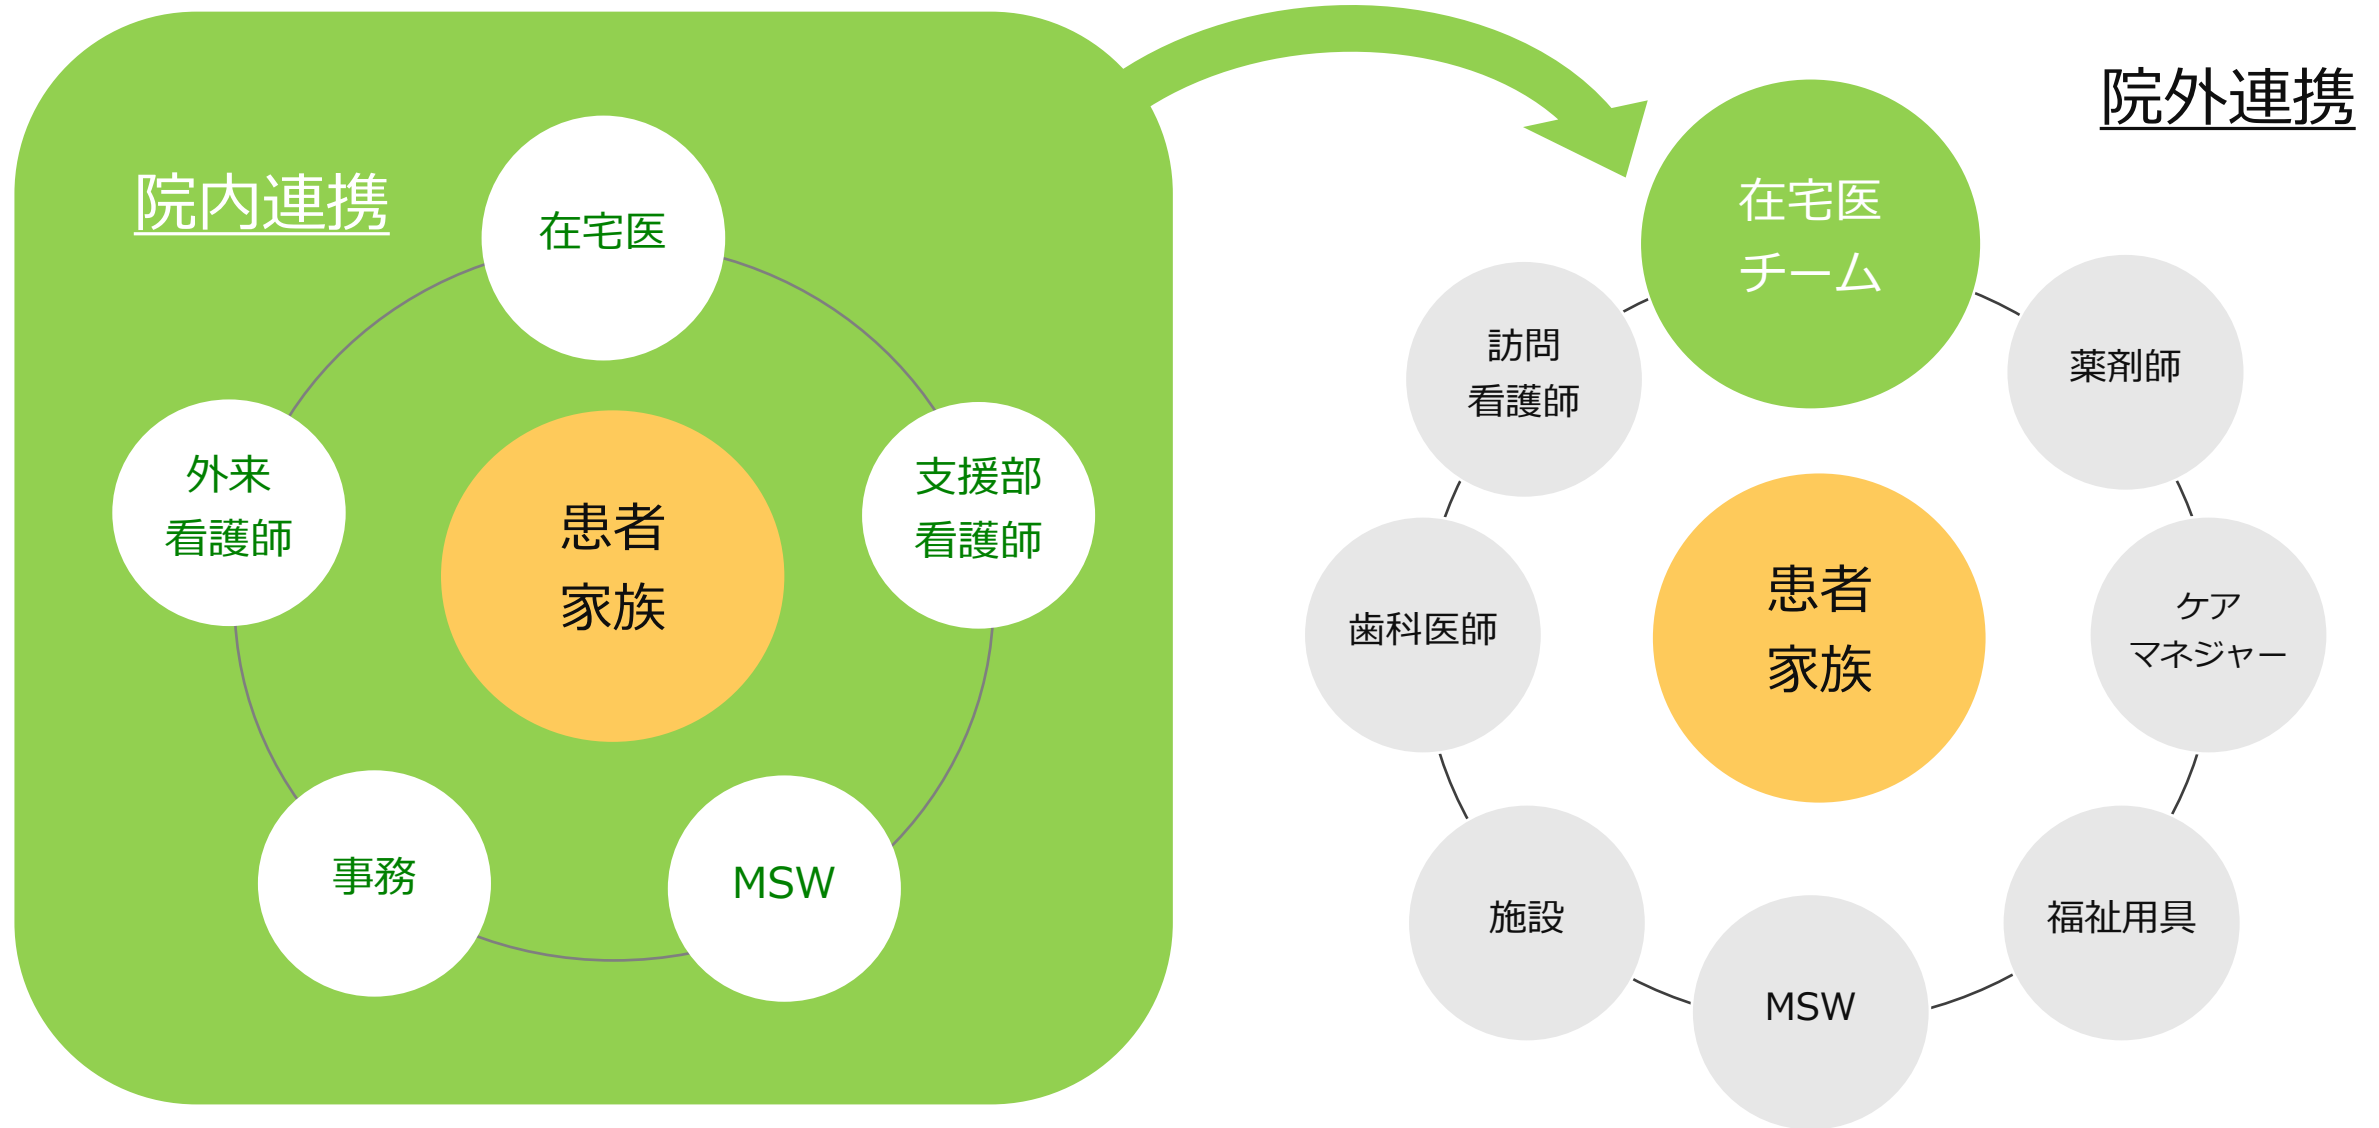 院内連携
在宅医
外来
看護師
支援部
看護師
患者
家族
事務
MSW
院外連携
在宅医
チーム
訪問
看護師
薬剤師
歯科医師
患者
家族
ケア
マネジャー
施設
福祉用具
MSW